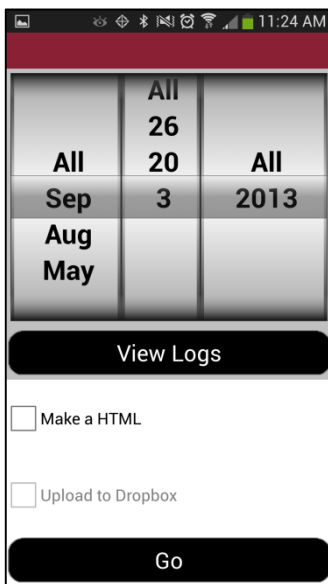 11:24 AM
All
26
All 20 All
Sep 3 2013
Aug
May
View Logs
Make a HTML
Upload to Dropbox
Go